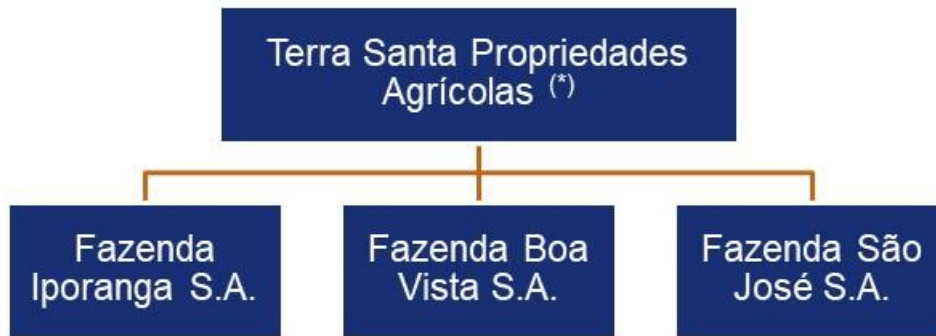 Terra Santa Propriedades
Agrícolas (*)
Fazenda
Iporanga S.A.
Fazenda Boa
Vista S.A.
Fazenda São
José S.A.